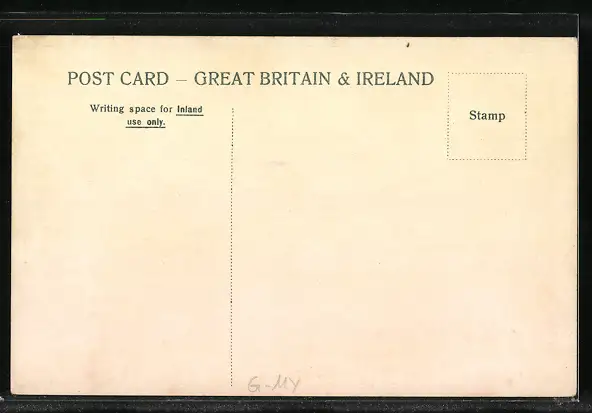 POST CARD – GREAT BRITAIN & IRELAND
Writing space for Inland
use only.
Stamp
G-MY